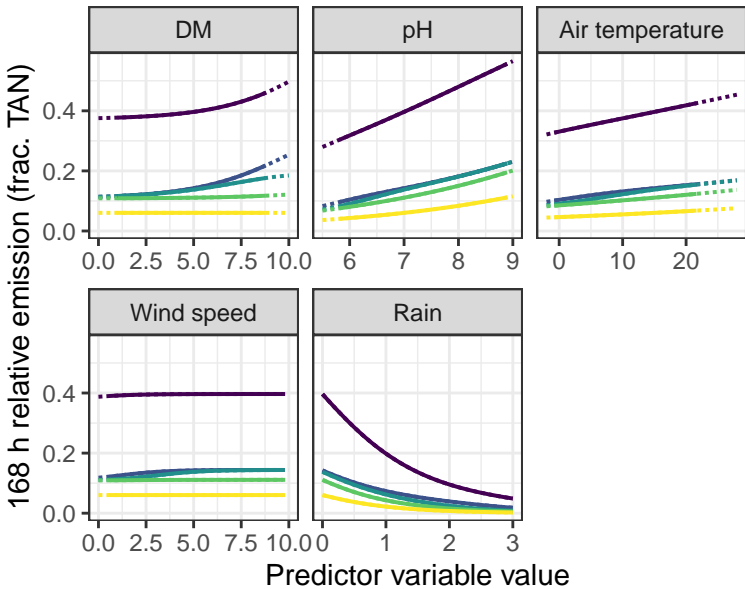 DM pH Air temperature
0.4
0.2
0.0
0.0 2.5 5.0 7.5 10.0 6 7 8 9 0 10 20
Wind speed Rain
0.4
0.2
0.0
0.0 2.5 5.0 7.5 10.0 0 1 2 3
168 h relative emission (frac. TAN)
Predictor variable value